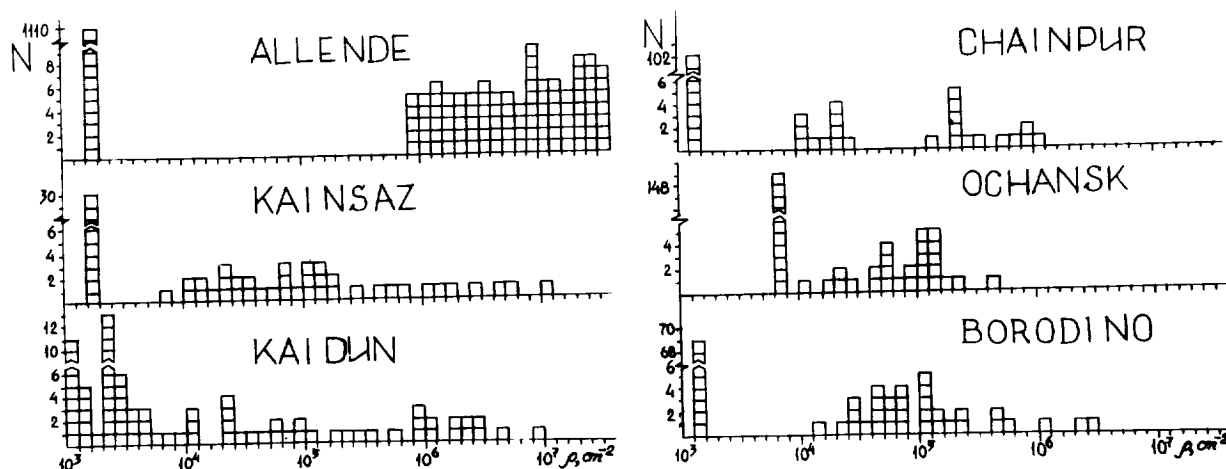 1110
N
8
6
4
2
ALLENDE
30
6
4
2
KAINSAZ
12
10
6
4
2
KAIDUN
10³ 10⁴ 10⁵ 10⁶ 10⁷ ρ, cm⁻²
N
102
6
4
2
CHAINPUR
148
4
2
OCHANSK
70
68
6
4
2
BORODINO
10³ 10⁴ 10⁵ 10⁶ 10⁷ ρ, cm⁻²